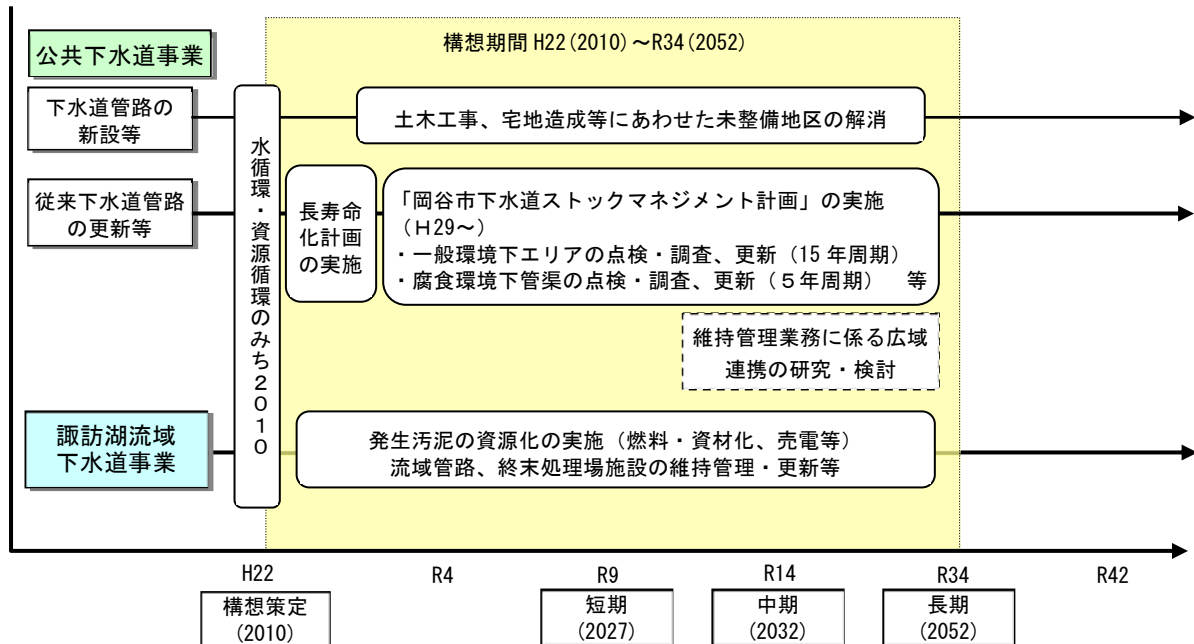 構想期間 H22(2010)～R34(2052)
公共下水道事業
下水道管路の
新設等
土木工事、宅地造成等にあわせた未整備地区の解消
水循環・資源循環のみち2010
従来下水道管路
の更新等
長寿命
化計画
の実施
「岡谷市下水道ストックマネジメント計画」の実施
（H29～）
・一般環境下エリアの点検・調査、更新（15年周期）
・腐食環境下管渠の点検・調査、更新（５年周期）　等
維持管理業務に係る広域
連携の研究・検討
諏訪湖流域
下水道事業
発生汚泥の資源化の実施（燃料・資材化、売電等）
流域管路、終末処理場施設の維持管理・更新等
H22 R4 R9 R14 R34 R42
構想策定
(2010)
短期
(2027)
中期
(2032)
長期
(2052)